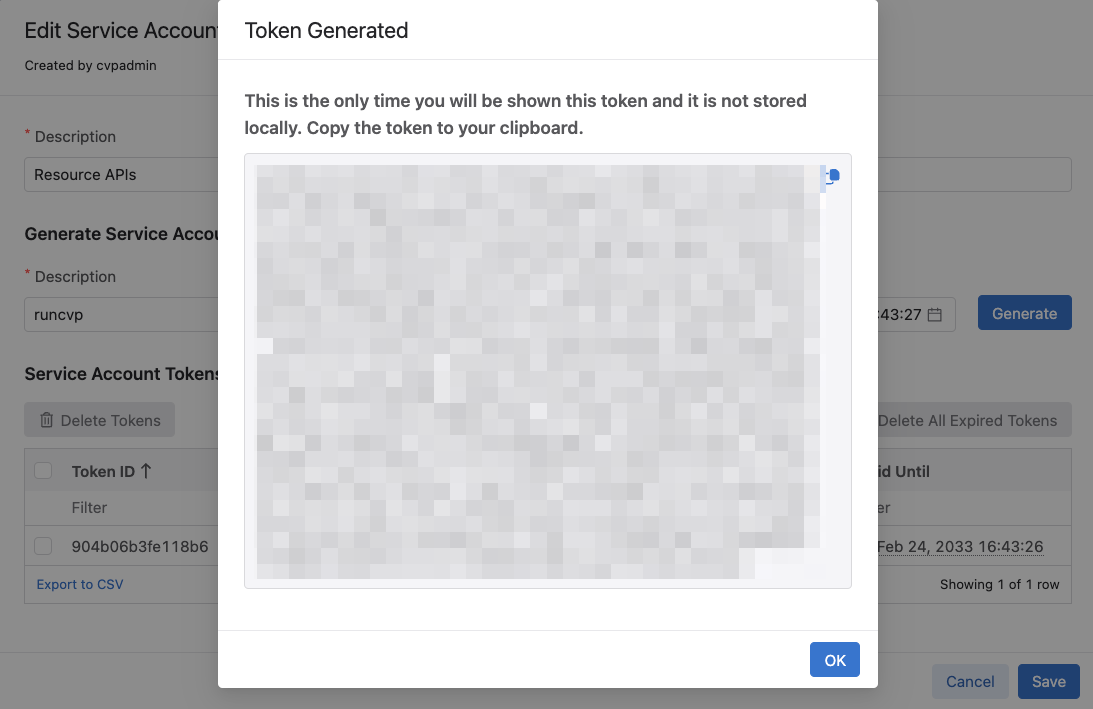 Edit Service Accoun
Created by cvpadmin
Token Generated
This is the only time you will be shown this token and it is not stored
locally. Copy the token to your clipboard.
* Description
Resource APIs
Generate Service Accou
* Description
runcvp
:43:27
Generate
Service Account Tokens
Delete Tokens
Delete All Expired Tokens
Token ID ↑
id Until
Filter
er
904b06b3fe118b6
Feb 24, 2033 16:43:26
Export to CSV
Showing 1 of 1 row
OK
Cancel
Save